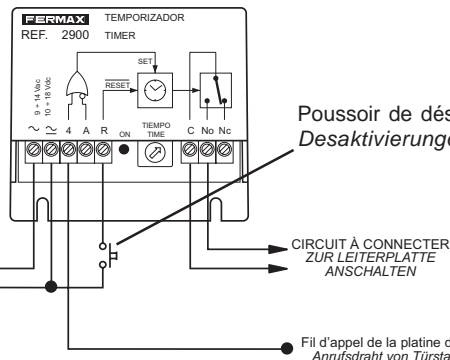 FERMAX TEMPORIZADOR
REF. 2900 TIMER
SET
RESET
9 ÷ 14 Vac
10 ÷ 18 Vdc
4 A R ON TIEMPO TIME C No Nc
Poussoir de dés
Desaktivierung
CIRCUIT À CONNECTER
ZUR LEITERPLATTE
ANSCHALTEN
Fil d'appel de la platine d
Anrufsdraht von Türsta